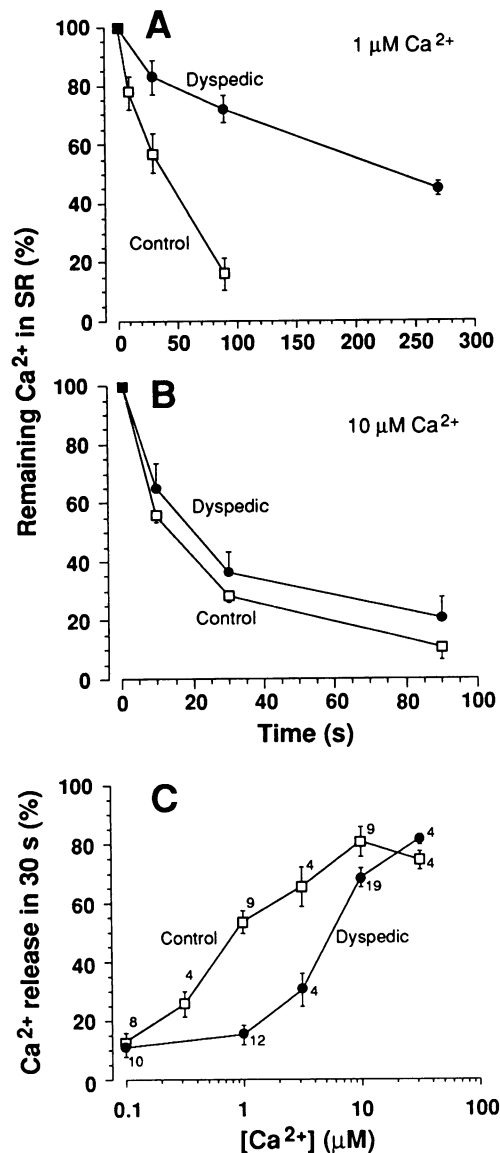 A
1 µM Ca2+
Dyspedic
Control
100
80
60
40
20
0
0 50 100 150 200 250 300
Remaining Ca2+ in SR (%)
B
10 µM Ca2+
Dyspedic
Control
100
80
60
40
20
0
0 20 40 60 80 100
Time (s)
C
Control
Dyspedic
8
4
9
4
9
4
10
12
4
19
4
100
80
60
40
20
0
0.1 1 10 100
Ca2+ release in 30 s (%)
[Ca2+] (µM)